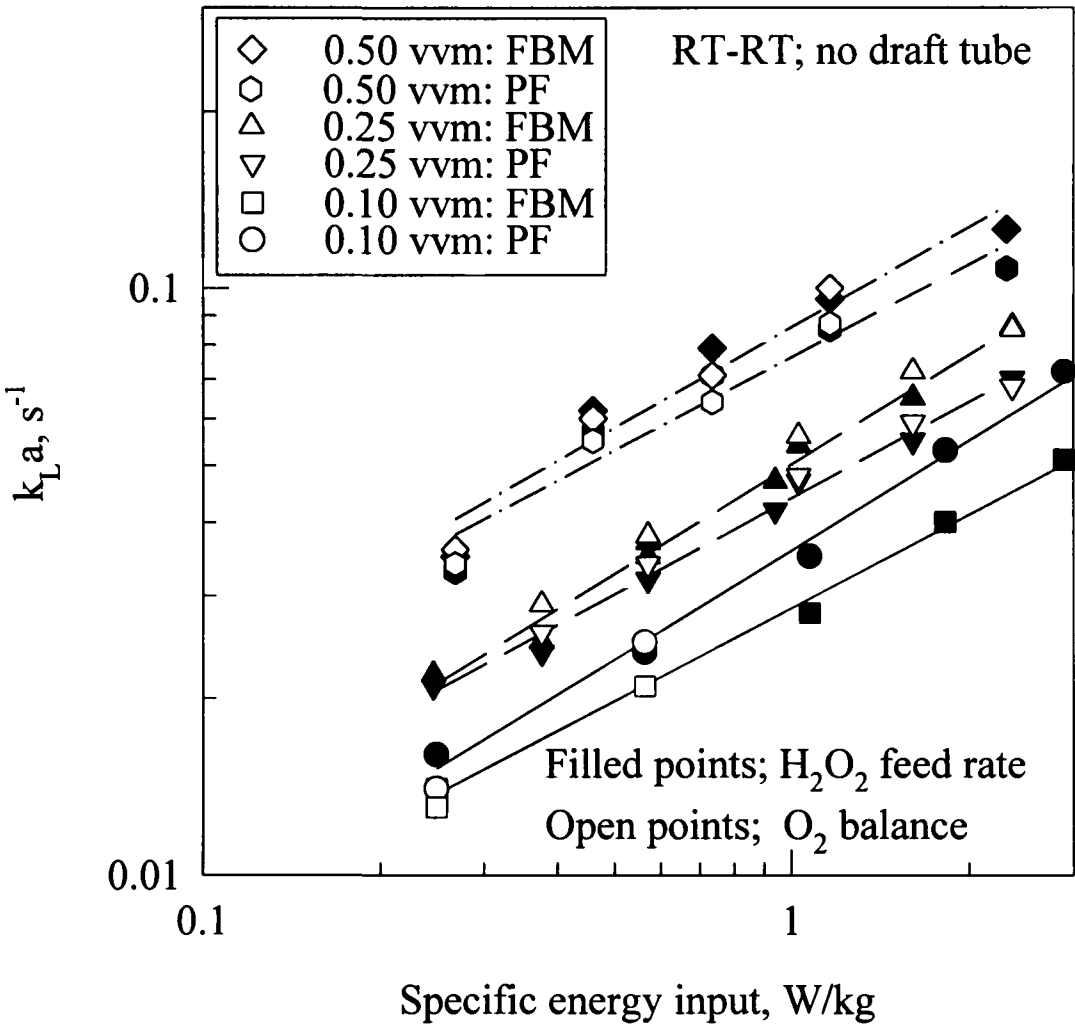 0.50 vvm: FBM
0.50 vvm: PF
0.25 vvm: FBM
0.25 vvm: PF
0.10 vvm: FBM
0.10 vvm: PF
RT-RT; no draft tube
0.1
k_L a, s^-1
Filled points; H₂O₂ feed rate
Open points; O₂ balance
0.01
0.1
1
Specific energy input, W/kg